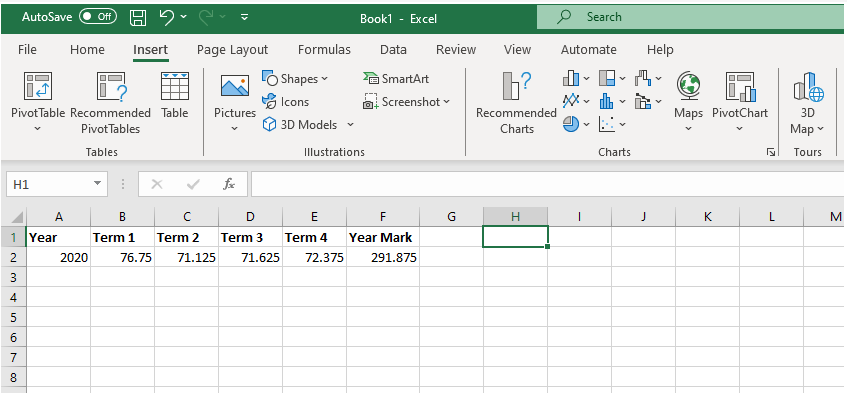 AutoSave Off Book1 - Excel Search
File Home Insert Page Layout Formulas Data Review View Automate Help
PivotTable Recommended PivotTables Table Pictures Shapes Icons 3D Models SmartArt Screenshot Recommended Charts Maps PivotChart 3D Map
Tables Illustrations Charts Tours
H1 fx
A B C D E F G H I J K L M
1 Year Term 1 Term 2 Term 3 Term 4 Year Mark
2 2020 76.75 71.125 71.625 72.375 291.875
3
4
5
6
7
8